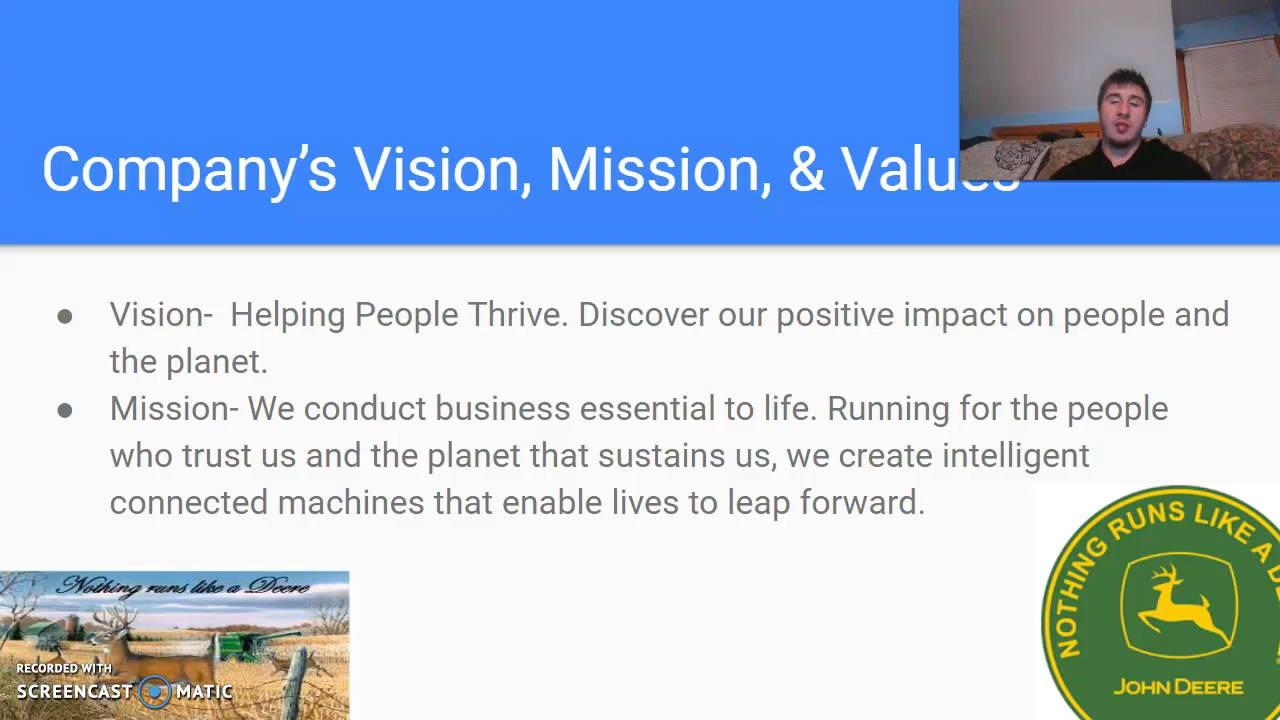 Company's Vision, Mission, & Values
● Vision-  Helping People Thrive. Discover our positive impact on people and
the planet.
● Mission- We conduct business essential to life. Running for the people
who trust us and the planet that sustains us, we create intelligent
connected machines that enable lives to leap forward.
Nothing runs like a Deere
RECORDED WITH
SCREENCAST MATIC
NOTHING RUNS LIKE A
JOHN DEERE